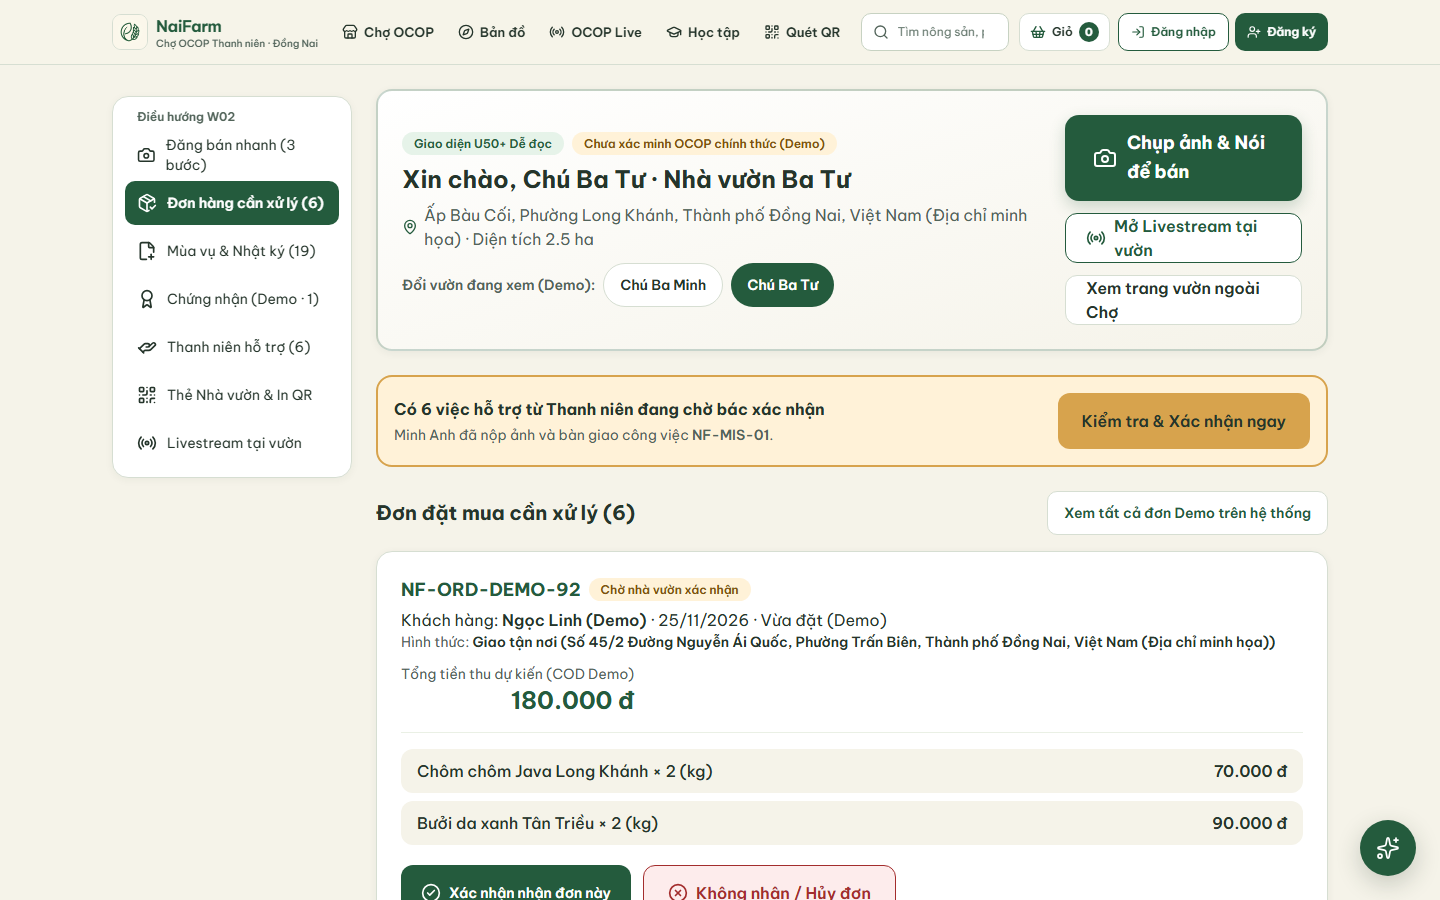 NaiFarm
Chợ OCOP Thanh niên · Đồng Nai
Chợ OCOP
Bản đồ
OCOP Live
Học tập
Quét QR
Tìm nông sản,
Giỏ 0
Đăng nhập
Đăng ký
Điều hướng W02
Đăng bán nhanh (3
bước)
Đơn hàng cần xử lý (6)
Mùa vụ & Nhật ký (19)
Chứng nhận (Demo · 1)
Thanh niên hỗ trợ (6)
Thẻ Nhà vườn & In QR
Livestream tại vườn
Giao diện U50+ Dễ đọc
Chưa xác minh OCOP chính thức (Demo)
Xin chào, Chú Ba Tư · Nhà vườn Ba Tư
Ấp Bàu Cối, Phường Long Khánh, Thành phố Đồng Nai, Việt Nam (Địa chỉ minh
họa) · Diện tích 2.5 ha
Đổi vườn đang xem (Demo):
Chú Ba Minh
Chú Ba Tư
Chụp ảnh & Nói
để bán
Mở Livestream tại
vườn
Xem trang vườn ngoài
Chợ
Có 6 việc hỗ trợ từ Thanh niên đang chờ bác xác nhận
Minh Anh đã nộp ảnh và bàn giao công việc NF-MIS-01.
Kiểm tra & Xác nhận ngay
Đơn đặt mua cần xử lý (6)
Xem tất cả đơn Demo trên hệ thống
NF-ORD-DEMO-92
Chờ nhà vườn xác nhận
Khách hàng: Ngọc Linh (Demo) · 25/11/2026 · Vừa đặt (Demo)
Hình thức: Giao tận nơi (Số 45/2 Đường Nguyễn Ái Quốc, Phường Trấn Biên, Thành phố Đồng Nai, Việt Nam (Địa chỉ minh họa))
Tổng tiền thu dự kiến (COD Demo)
180.000 đ
Chôm chôm Java Long Khánh × 2 (kg)
70.000 đ
Bưởi da xanh Tân Triều × 2 (kg)
90.000 đ
Xác nhận nhận đơn này
Không nhận / Hủy đơn